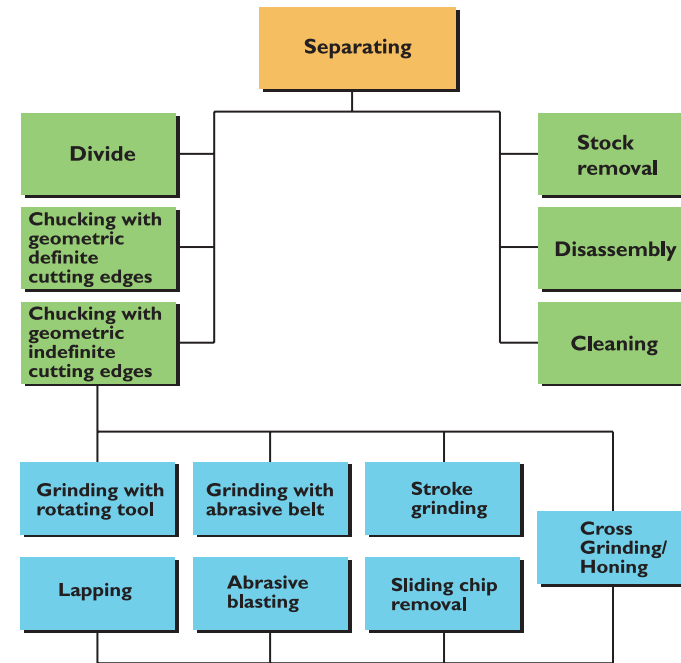 Separating
Divide
Chucking with
geometric
definite
cutting edges
Chucking with
geometric
indefinite
cutting edges
Stock
removal
Disassembly
Cleaning
Grinding with
rotating tool
Grinding with
abrasive belt
Stroke
grinding
Cross
Grinding/
Honing
Lapping
Abrasive
blasting
Sliding chip
removal